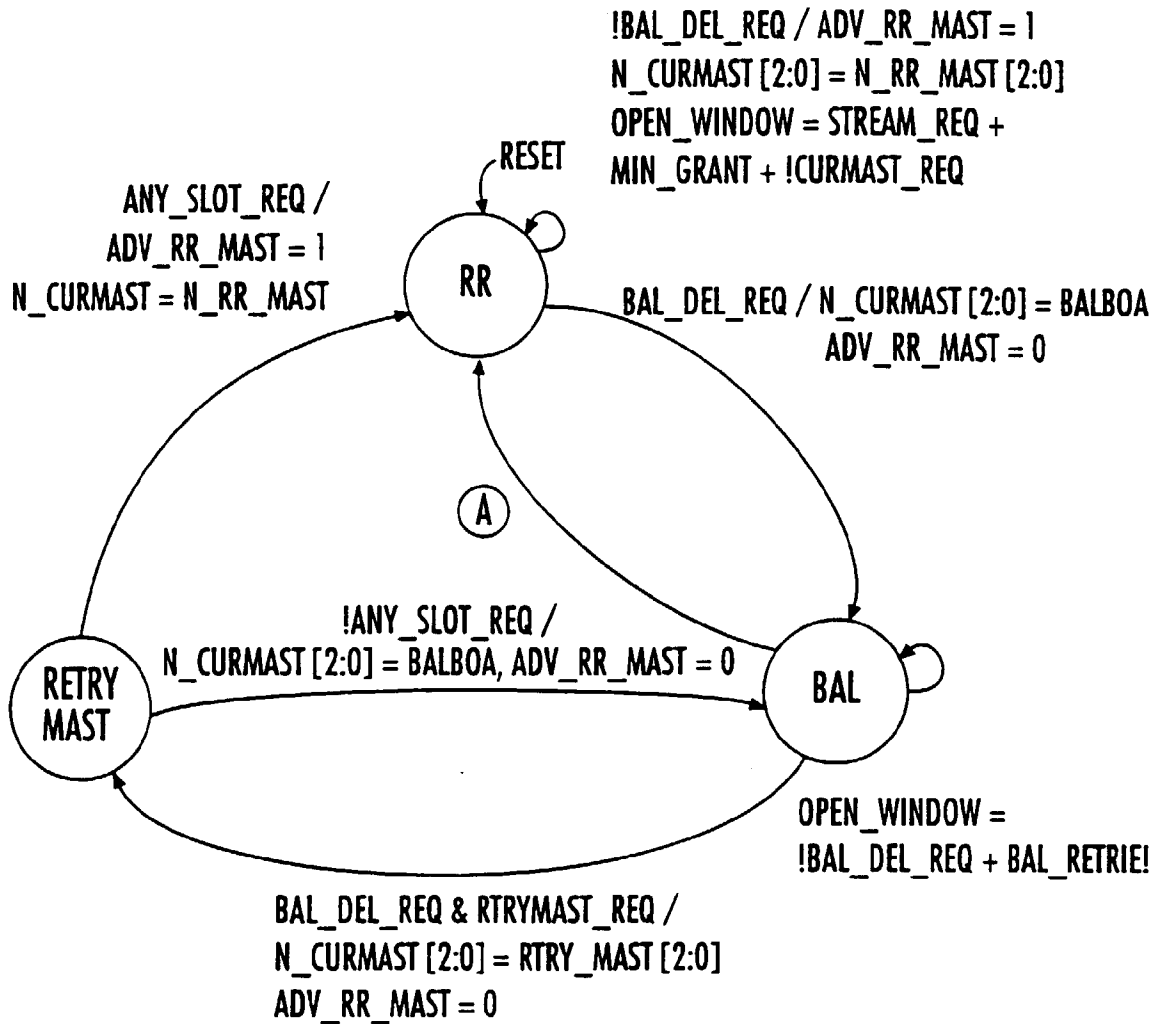 !BAL_DEL_REQ / ADV_RR_MAST = 1
N_CURMAST [2:0] = N_RR_MAST [2:0]
OPEN_WINDOW = STREAM_REQ +
MIN_GRANT + !CURMAST_REQ
RESET
ANY_SLOT_REQ /
ADV_RR_MAST = 1
N_CURMAST = N_RR_MAST
RR
BAL_DEL_REQ / N_CURMAST [2:0] = BALBOA
ADV_RR_MAST = 0
A
!ANY_SLOT_REQ /
N_CURMAST [2:0] = BALBOA, ADV_RR_MAST = 0
RETRY
MAST
BAL
OPEN_WINDOW =
!BAL_DEL_REQ + BAL_RETRIE!
BAL_DEL_REQ & RTRYMAST_REQ /
N_CURMAST [2:0] = RTRY_MAST [2:0]
ADV_RR_MAST = 0